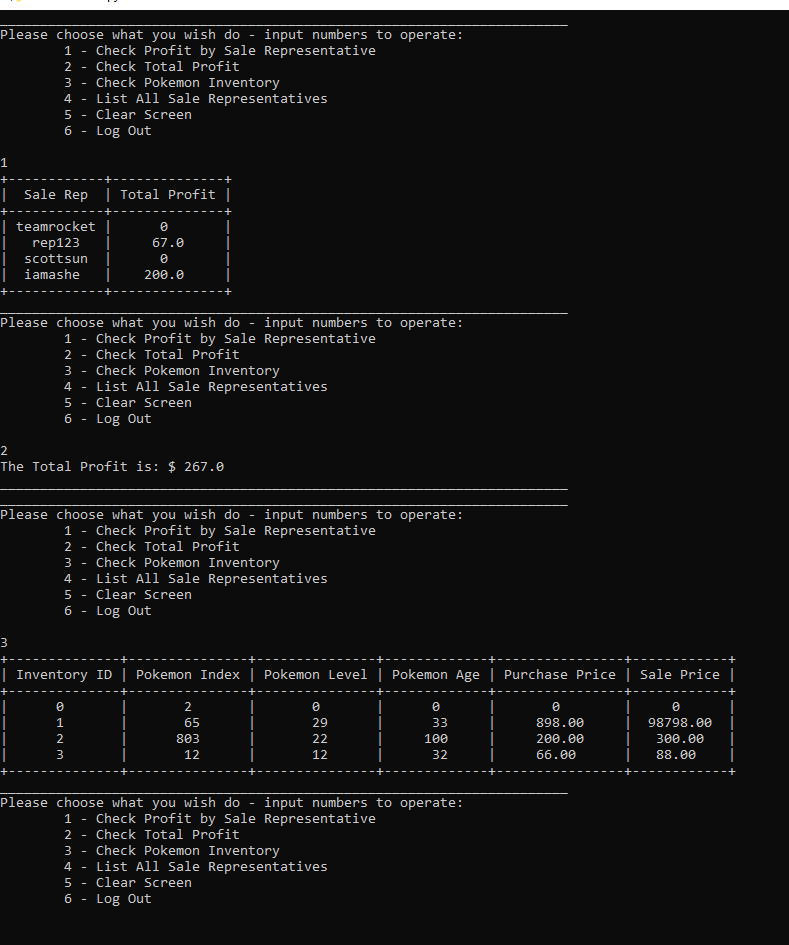 ________________________________________________________________________
Please choose what you wish do - input numbers to operate:
        1 - Check Profit by Sale Representative
        2 - Check Total Profit
        3 - Check Pokemon Inventory
        4 - List All Sale Representatives
        5 - Clear Screen
        6 - Log Out
1
+------------+--------------+
|  Sale Rep  | Total Profit |
+------------+--------------+
| teamrocket |      0       |
|   rep123   |     67.0     |
|  scottsun  |      0       |
|  iamashe   |    200.0     |
+------------+--------------+
_______________________________________________________________________
Please choose what you wish do - input numbers to operate:
        1 - Check Profit by Sale Representative
        2 - Check Total Profit
        3 - Check Pokemon Inventory
        4 - List All Sale Representatives
        5 - Clear Screen
        6 - Log Out
2
The Total Profit is: $ 267.0
_______________________________________________________________________
_______________________________________________________________________
Please choose what you wish do - input numbers to operate:
        1 - Check Profit by Sale Representative
        2 - Check Total Profit
        3 - Check Pokemon Inventory
        4 - List All Sale Representatives
        5 - Clear Screen
        6 - Log Out
3
+--------------+---------------+---------------+-------------+----------------+------------+
| Inventory ID | Pokemon Index | Pokemon Level | Pokemon Age | Purchase Price | Sale Price |
+--------------+---------------+---------------+-------------+----------------+------------+
|      0       |       2       |       0       |      0      |       0        |     0      |
|      1       |      65       |      29       |     33      |     898.00     |  98798.00  |
|      2       |      803      |      22       |     100     |     200.00     |   300.00   |
|      3       |      12       |      12       |     32      |     66.00      |   88.00    |
+--------------+---------------+---------------+-------------+----------------+------------+
_______________________________________________________________________
Please choose what you wish do - input numbers to operate:
        1 - Check Profit by Sale Representative
        2 - Check Total Profit
        3 - Check Pokemon Inventory
        4 - List All Sale Representatives
        5 - Clear Screen
        6 - Log Out